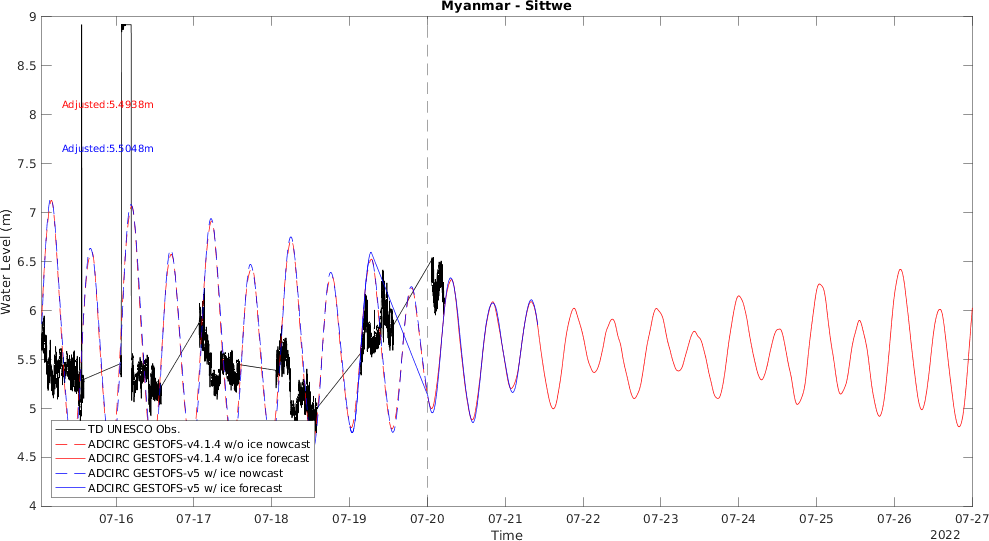 Myanmar - Sittwe
9
8.5
8
7.5
7
6.5
6
5.5
5
4.5
4
Water Level (m)
Adjusted:5.4938m
Adjusted:5.5048m
TD UNESCO Obs.
ADCIRC GESTOFS-v4.1.4 w/o ice nowcast
ADCIRC GESTOFS-v4.1.4 w/o ice forecast
ADCIRC GESTOFS-v5 w/ ice nowcast
ADCIRC GESTOFS-v5 w/ ice forecast
07-16 07-17 07-18 07-19 07-20 07-21 07-22 07-23 07-24 07-25 07-26 07-27
Time
2022